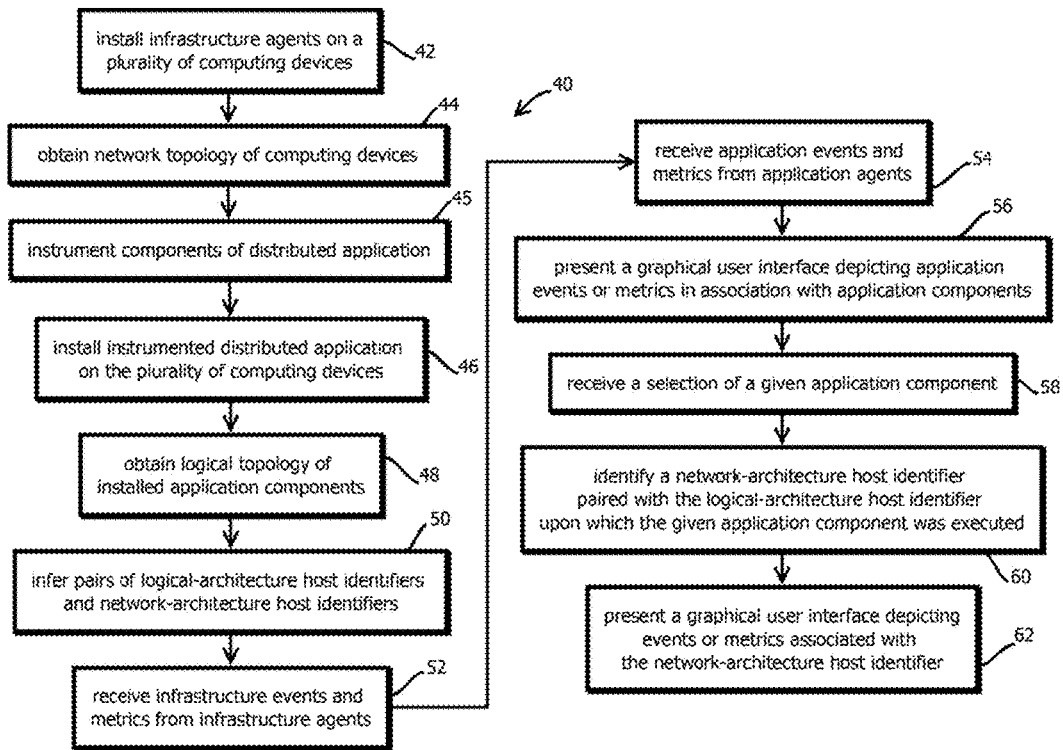 install infrastructure agents on a
plurality of computing devices
42
40
44
obtain network topology of computing devices
45
instrument components of distributed application
install instrumented distributed application
on the plurality of computing devices
46
obtain logical topology of
installed application components
48
50
infer pairs of logical-architecture host identifiers
and network-architecture host identifiers
52
receive infrastructure events and
metrics from infrastructure agents
receive application events and
metrics from application agents
54
56
present a graphical user interface depicting application
events or metrics in association with application components
receive a selection of a given application component
58
identify a network-architecture host identifier
paired with the logical-architecture host identifier
upon which the given application component was executed
60
present a graphical user interface depicting
events or metrics associated with
the network-architecture host identifier
62